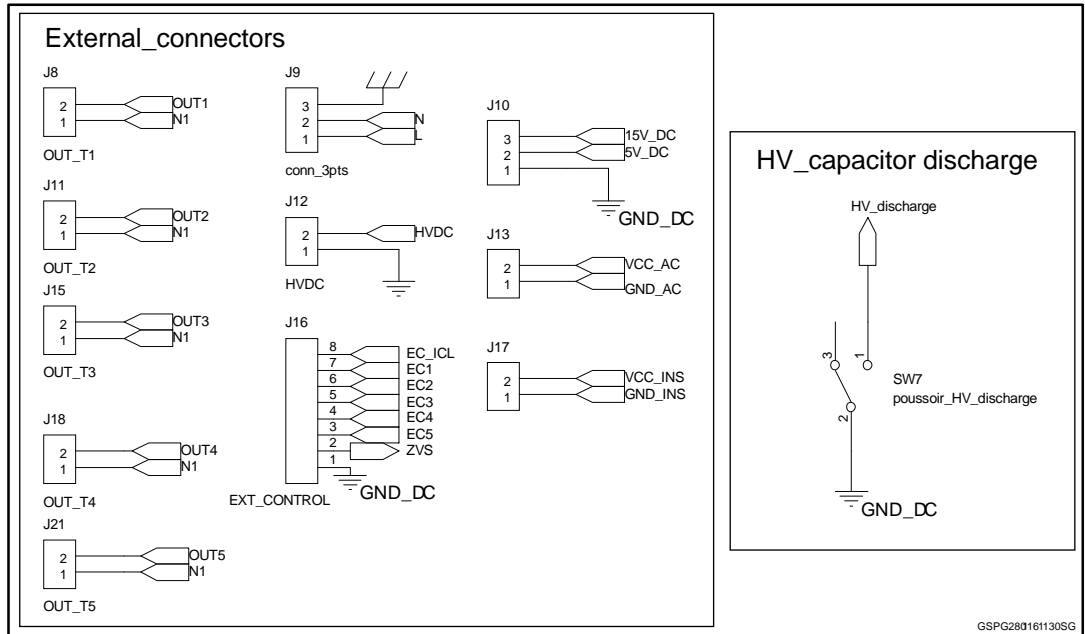 External_connectors
J8
2
OUT1
1
N1
OUT_T1
J11
2
OUT2
1
N1
OUT_T2
J15
2
OUT3
1
N1
OUT_T3
J18
2
OUT4
1
N1
OUT_T4
J21
2
OUT5
1
N1
OUT_T5
J9
3
2
N
1
L
conn_3pts
J12
2
HVDC
1
HVDC
J16
8
EC_ICL
7
EC1
6
EC2
5
EC3
4
EC4
3
EC5
2
ZVS
1
GND_DC
EXT_CONTROL
J10
3
15V_DC
2
5V_DC
1
GND_DC
J13
2
VCC_AC
1
GND_AC
J17
2
VCC_INS
1
GND_INS
HV_capacitor discharge
HV_discharge
3
1
SW7
poussoir_HV_discharge
2
GND_DC